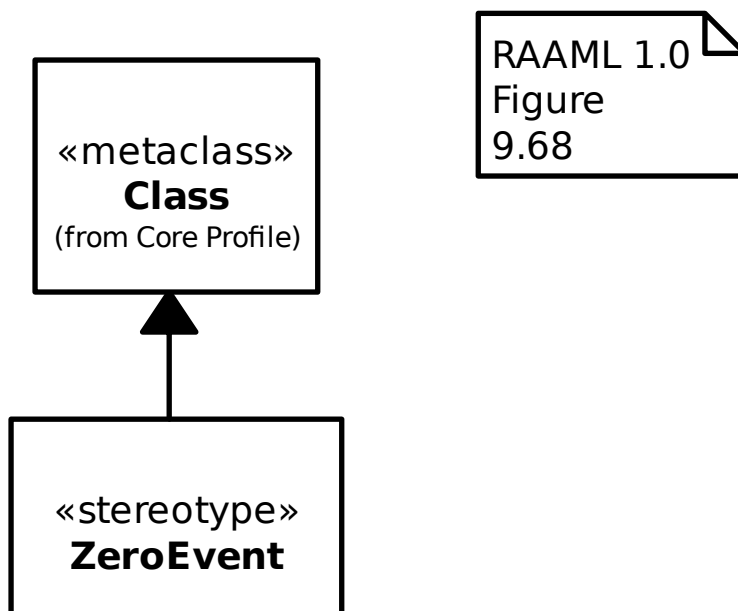 «metaclass»
Class
(from Core Profile)
RAAML 1.0
Figure
9.68
«stereotype»
ZeroEvent